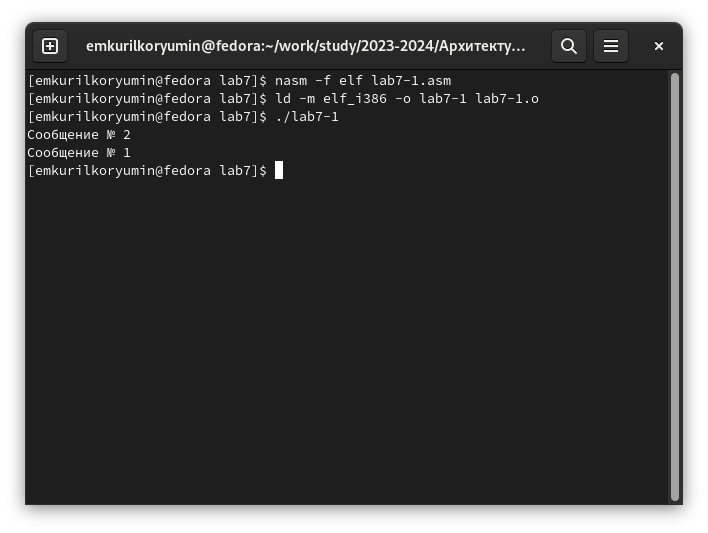 emkurilkoryumin@fedora:~/work/study/2023-2024/Архитекту...
[emkurilkoryumin@fedora lab7]$ nasm -f elf lab7-1.asm
[emkurilkoryumin@fedora lab7]$ ld -m elf_i386 -o lab7-1 lab7-1.o
[emkurilkoryumin@fedora lab7]$ ./lab7-1
Сообщение № 2
Сообщение № 1
[emkurilkoryumin@fedora lab7]$